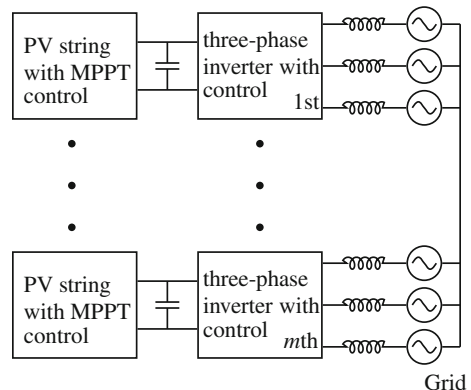 PV string
with MPPT
control
three-phase
inverter with
control
1st
PV string
with MPPT
control
three-phase
inverter with
control
mth
Grid